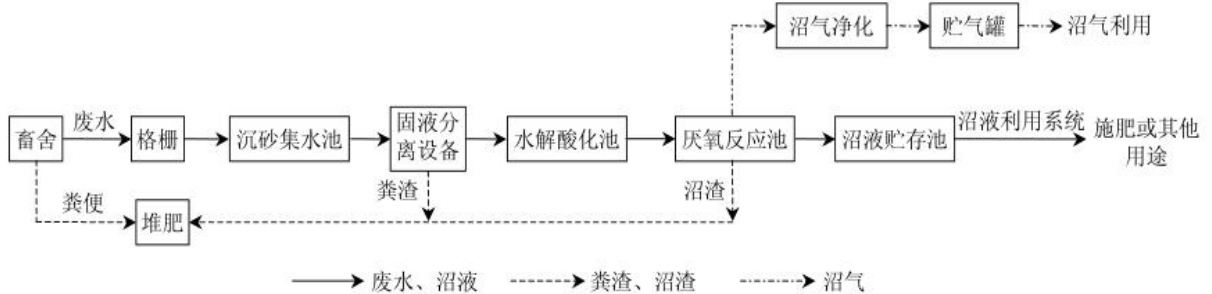 沼气净化
贮气罐
沼气利用
畜舍
废水
格栅
沉砂集水池
固液分
离设备
水解酸化池
厌氧反应池
沼液贮存池
沼液利用系统
施肥或其他
用途
粪便
堆肥
粪渣
沼渣
废水、沼液
粪渣、沼渣
沼气